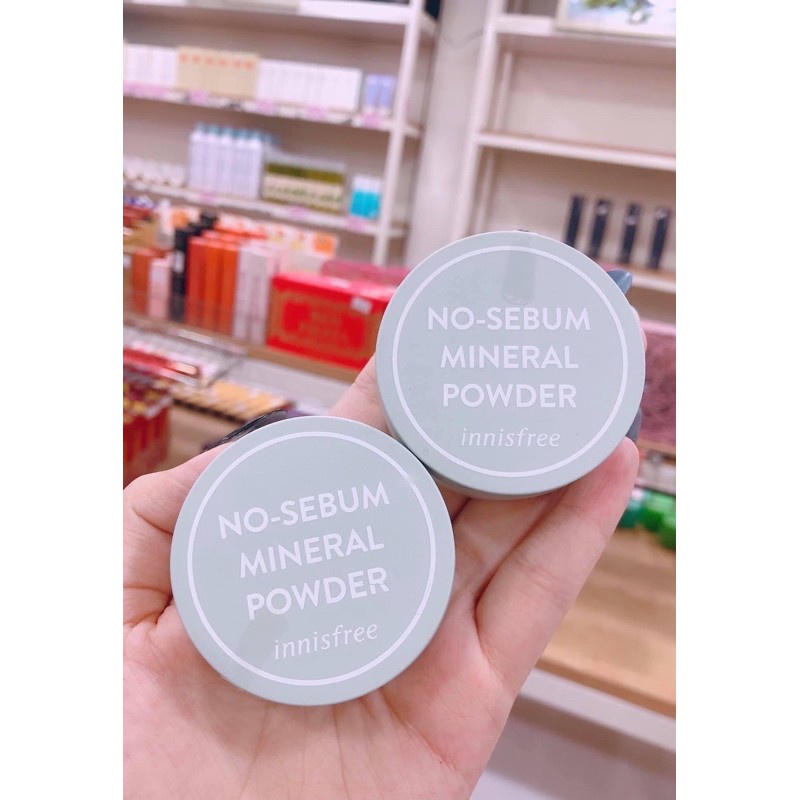 NO-SEBUM
MINERAL
POWDER
innisfree
NO-SEBUM
MINERAL
POWDER
innisfree